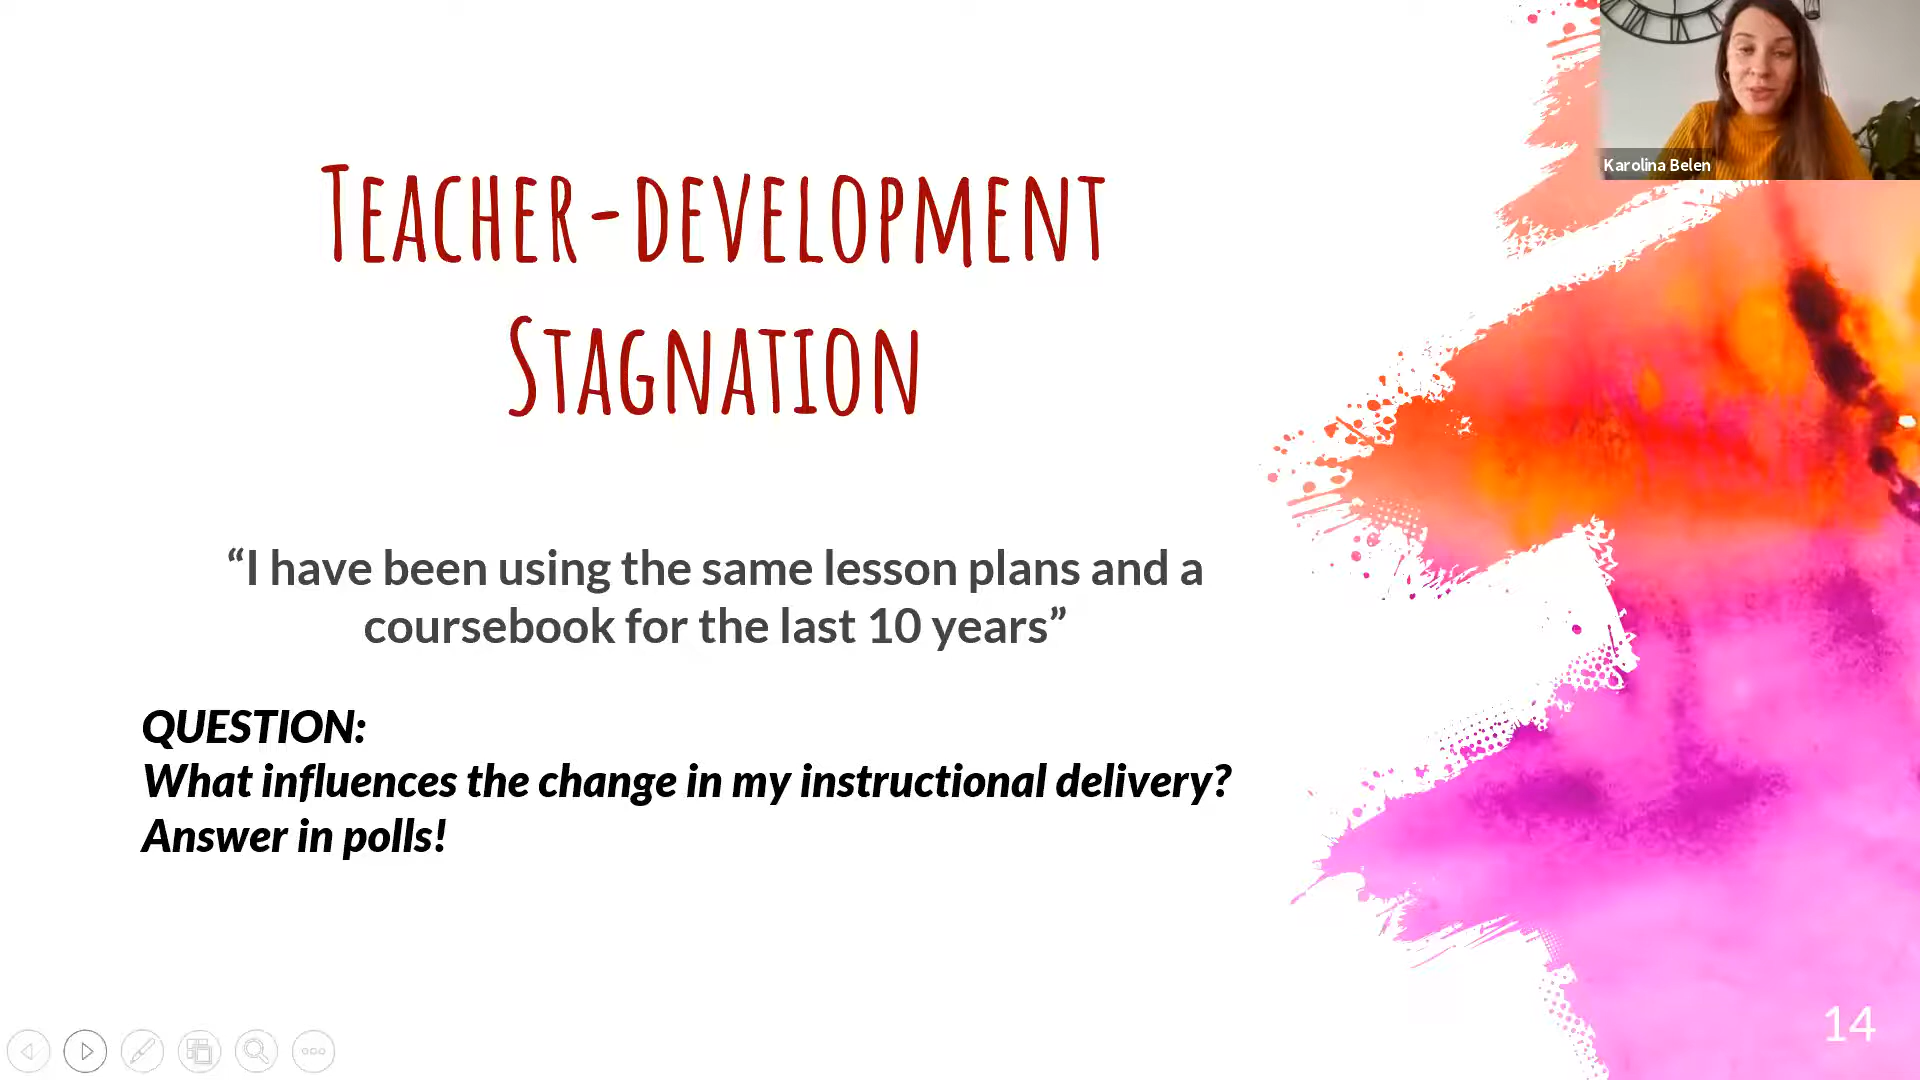 Karolina Belen
TEACHER-DEVELOPMENT
STAGNATION
“I have been using the same lesson plans and a
coursebook for the last 10 years”
QUESTION:
What influences the change in my instructional delivery?
Answer in polls!
14